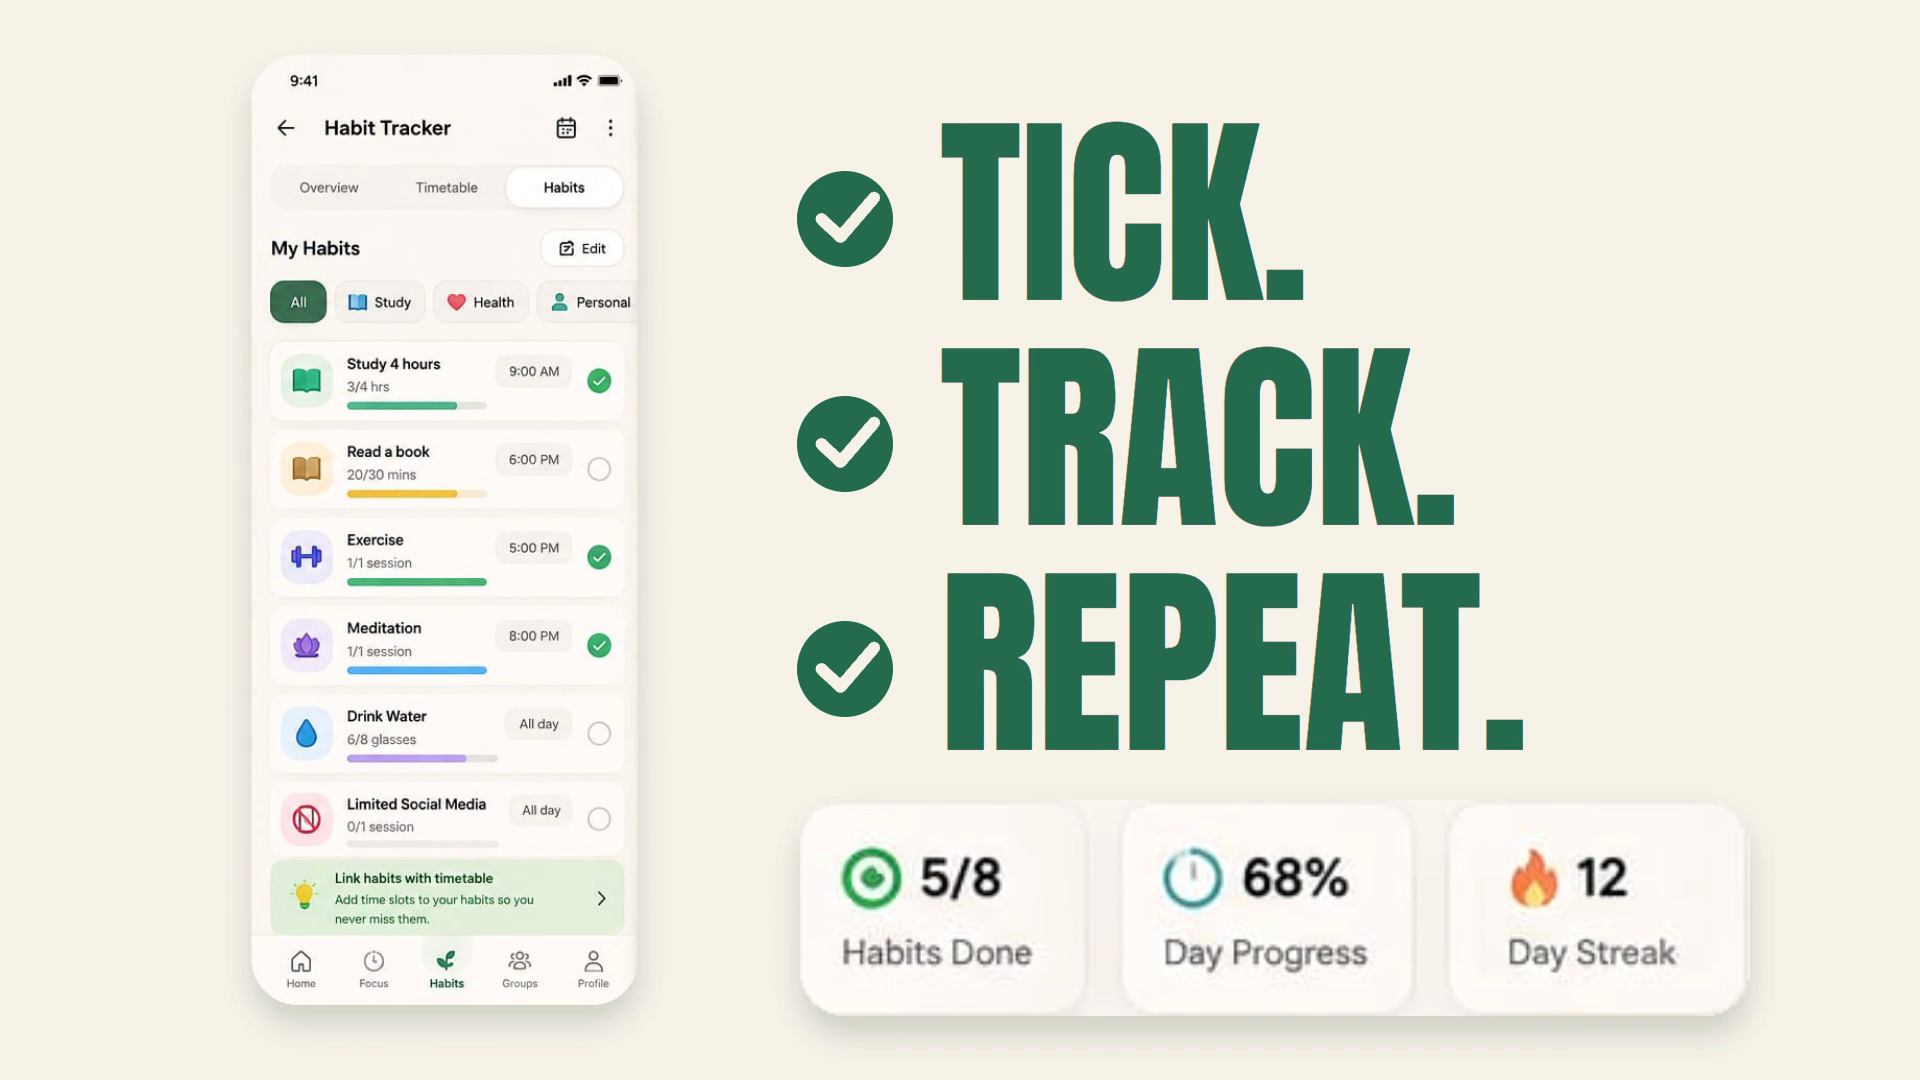 9:41
Habit Tracker
Overview Timetable Habits
My Habits Edit
All Study Health Personal
Study 4 hours 9:00 AM
3/4 hrs
Read a book 6:00 PM
20/30 mins
Exercise 5:00 PM
1/1 session
Meditation 8:00 PM
1/1 session
Drink Water All day
6/8 glasses
Limited Social Media All day
0/1 session
Link habits with timetable
Add time slots to your habits so you
never miss them.
Home Focus Habits Groups Profile
TICK.
TRACK.
REPEAT.
5/8 68% 12
Habits Done Day Progress Day Streak